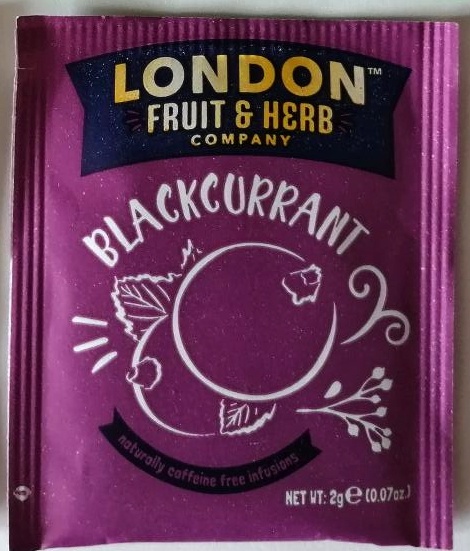 LONDON™
FRUIT & HERB
COMPANY
BLACKCURRANT
naturally caffeine free infusions
NET WT: 2g℮ (0.07oz.)